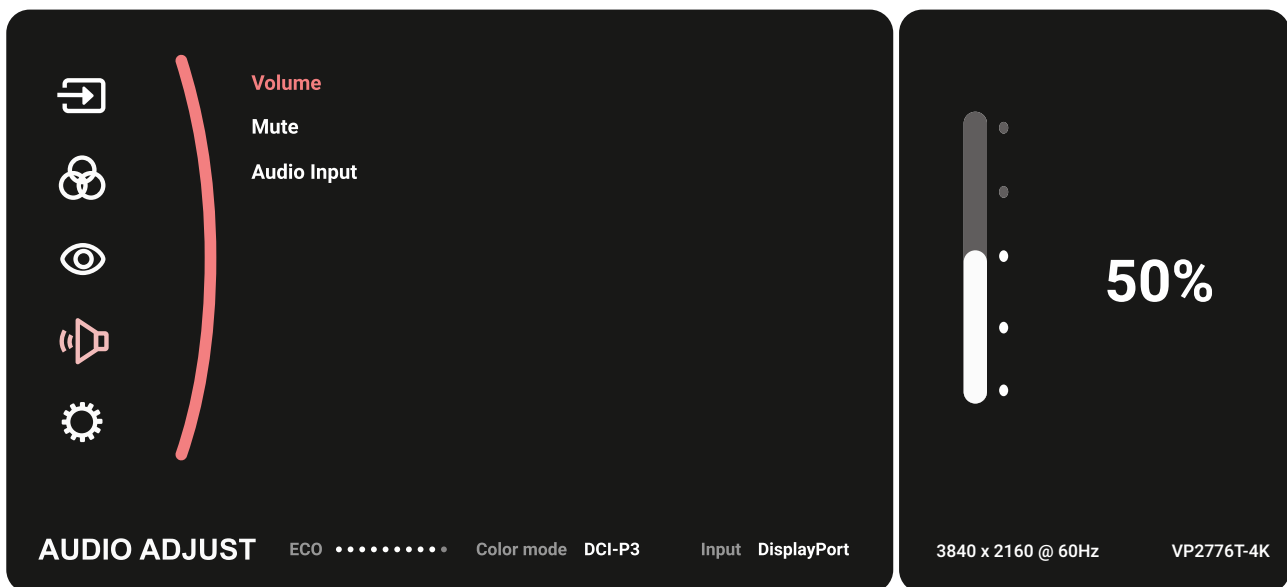 Volume
Mute
Audio Input
50%
AUDIO ADJUST ECO Color mode DCI-P3 Input DisplayPort
3840 x 2160 @ 60Hz VP2776T-4K